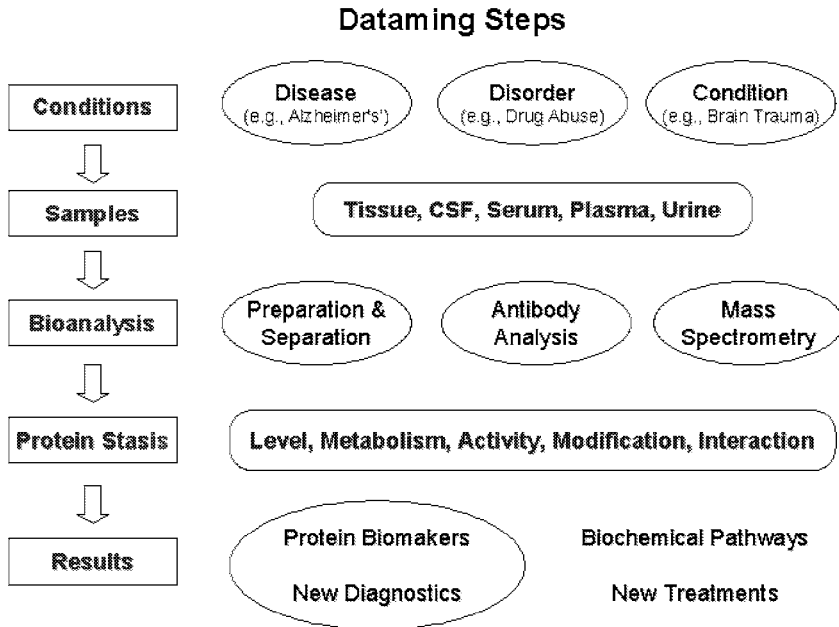 Dataming Steps
Conditions
Disease
(e.g., Alzheimer's')
Disorder
(e.g., Drug Abuse)
Condition
(e.g., Brain Trauma)
Samples
Tissue, CSF, Serum, Plasma, Urine
Bioanalysis
Preparation &
Separation
Antibody
Analysis
Mass
Spectrometry
Protein Stasis
Level, Metabolism, Activity, Modification, Interaction
Results
Protein Biomakers
New Diagnostics
Biochemical Pathways
New Treatments